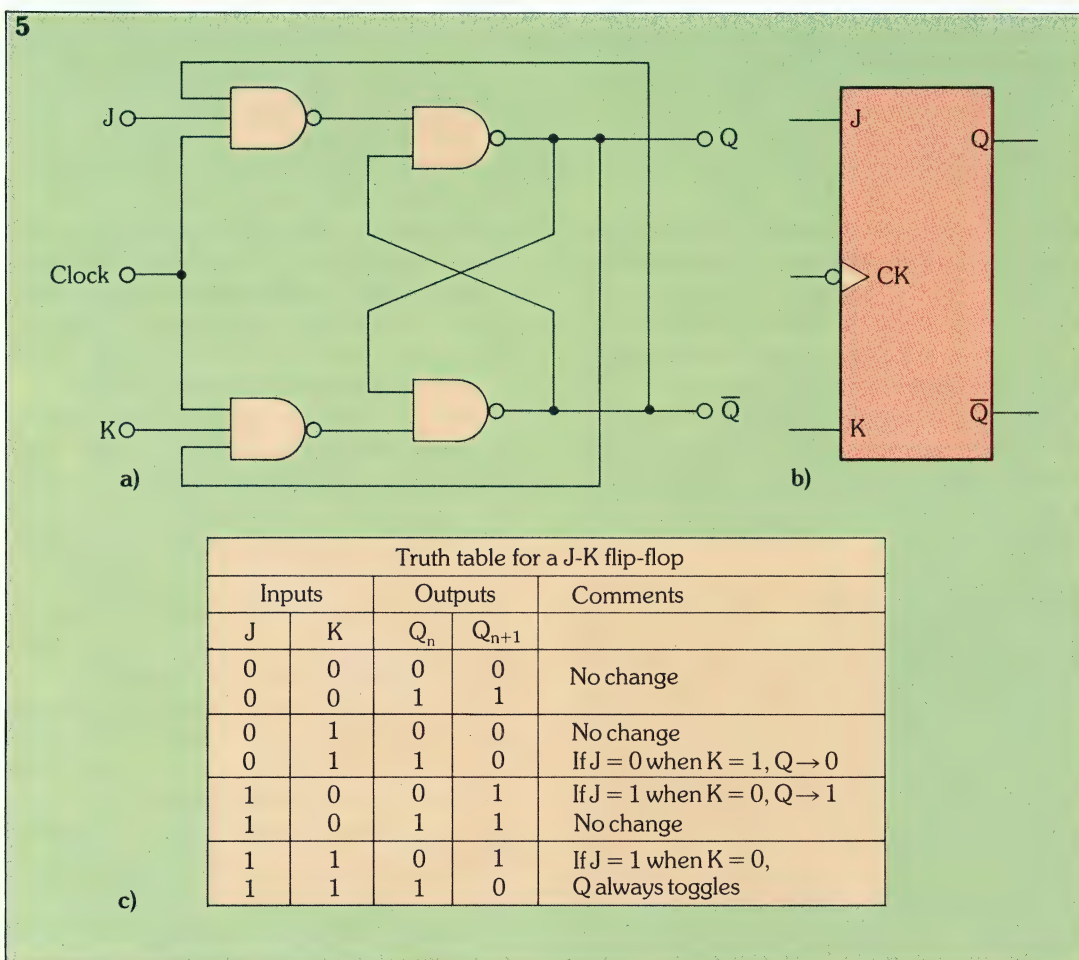 5
J
Q
Clock
K
Q̅
a)
J
Q
CK
K
Q̅
b)
Truth table for a J-K flip-flop
Inputs Outputs Comments
J K Qₙ Qₙ₊₁
0 0 0 0 No change
0 0 1 1
0 1 0 0 No change
0 1 1 0 If J = 0 when K = 1, Q → 0
1 0 0 1 If J = 1 when K = 0, Q → 1
1 0 1 1 No change
1 1 0 1 If J = 1 when K = 0,
1 1 1 0 Q always toggles
c)